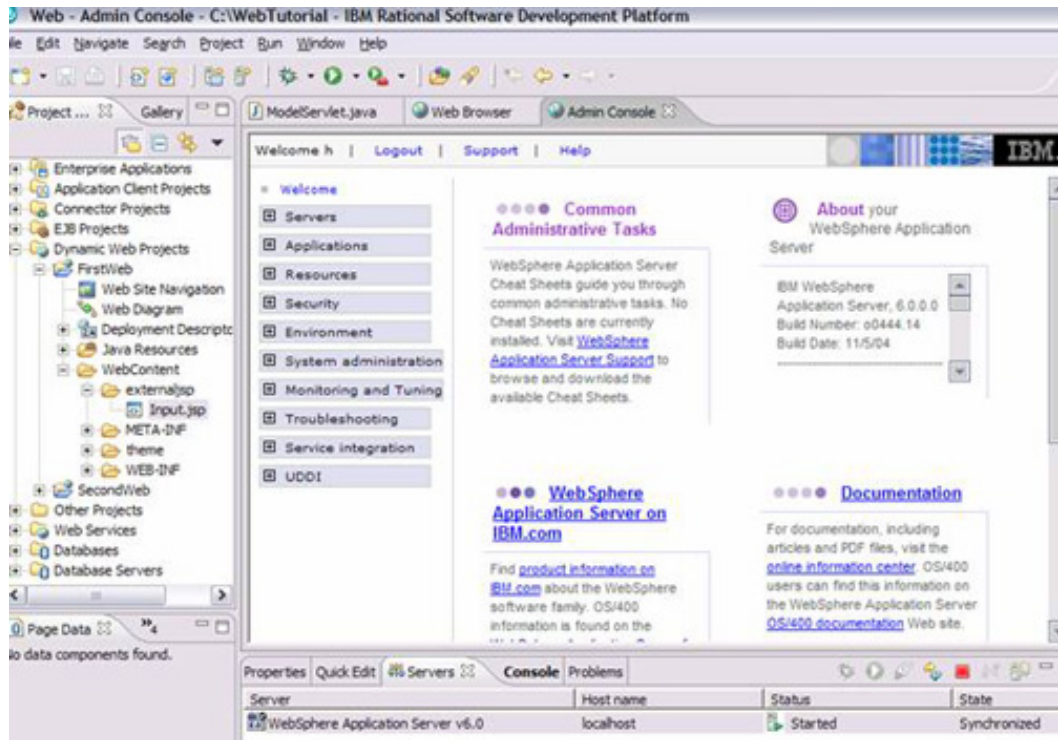 Web - Admin Console - C:\WebTutorial - IBM Rational Software Development Platform
Edit Navigate Search Project Run Window Help
Project ... Gallery
ModelServlet.java Web Browser Admin Console
Enterprise Applications
Application Client Projects
Connector Projects
EJB Projects
Dynamic Web Projects
FirstWeb
Web Site Navigation
Web Diagram
Deployment Descripto
Java Resources
WebContent
externaljsp
Input.jsp
META-INF
theme
WEB-INF
SecondWeb
Other Projects
Web Services
Databases
Database Servers
Page Data 4
data components found.
Welcome h | Logout | Support | Help
IBM.
Welcome
Servers
Applications
Resources
Security
Environment
System administration
Monitoring and Tuning
Troubleshooting
Service integration
UDDI
Common
Administrative Tasks
WebSphere Application Server
Cheat Sheets guide you through
common administrative tasks. No
Cheat Sheets are currently
installed. Visit WebSphere
Application Server Support to
browse and download the
available Cheat Sheets.
About your
WebSphere Application
Server
IBM WebSphere
Application Server, 6.0.0.0
Build Number: o0444.14
Build Date: 11/5/04
WebSphere
Application Server on
IBM.com
Find product information on
IBM.com about the WebSphere
software family. OS/400
information is found on the
Documentation
For documentation, including
articles and PDF files, visit the
online information center. OS/400
users can find this information on
the WebSphere Application Server
OS/400 documentation Web site.
Properties Quick Edit Servers Console Problems
Server Host name Status State
WebSphere Application Server v6.0 localhost Started Synchronized